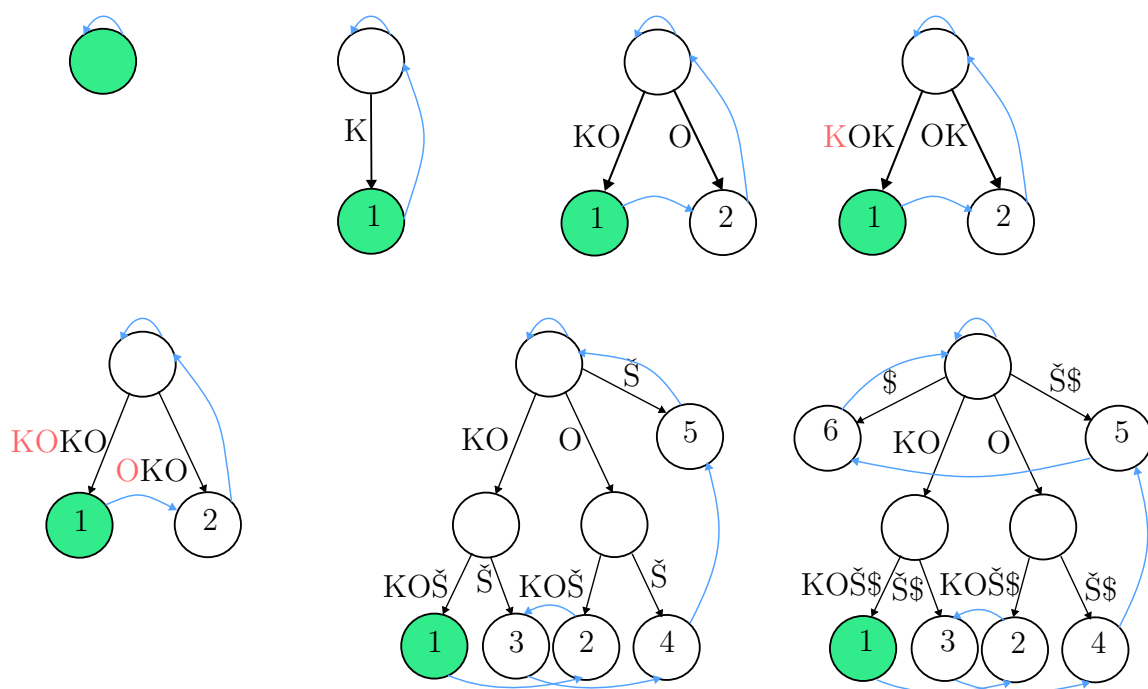 K
1
KO O
1 2
KOK OK
1 2
KOKO
OKO
1 2
Š
5
KO O
KOŠ Š KOŠ Š
1 3 2 4
$ Š$
6 5
KO O
KOŠ$ Š$ KOŠ$ Š$
1 3 2 4